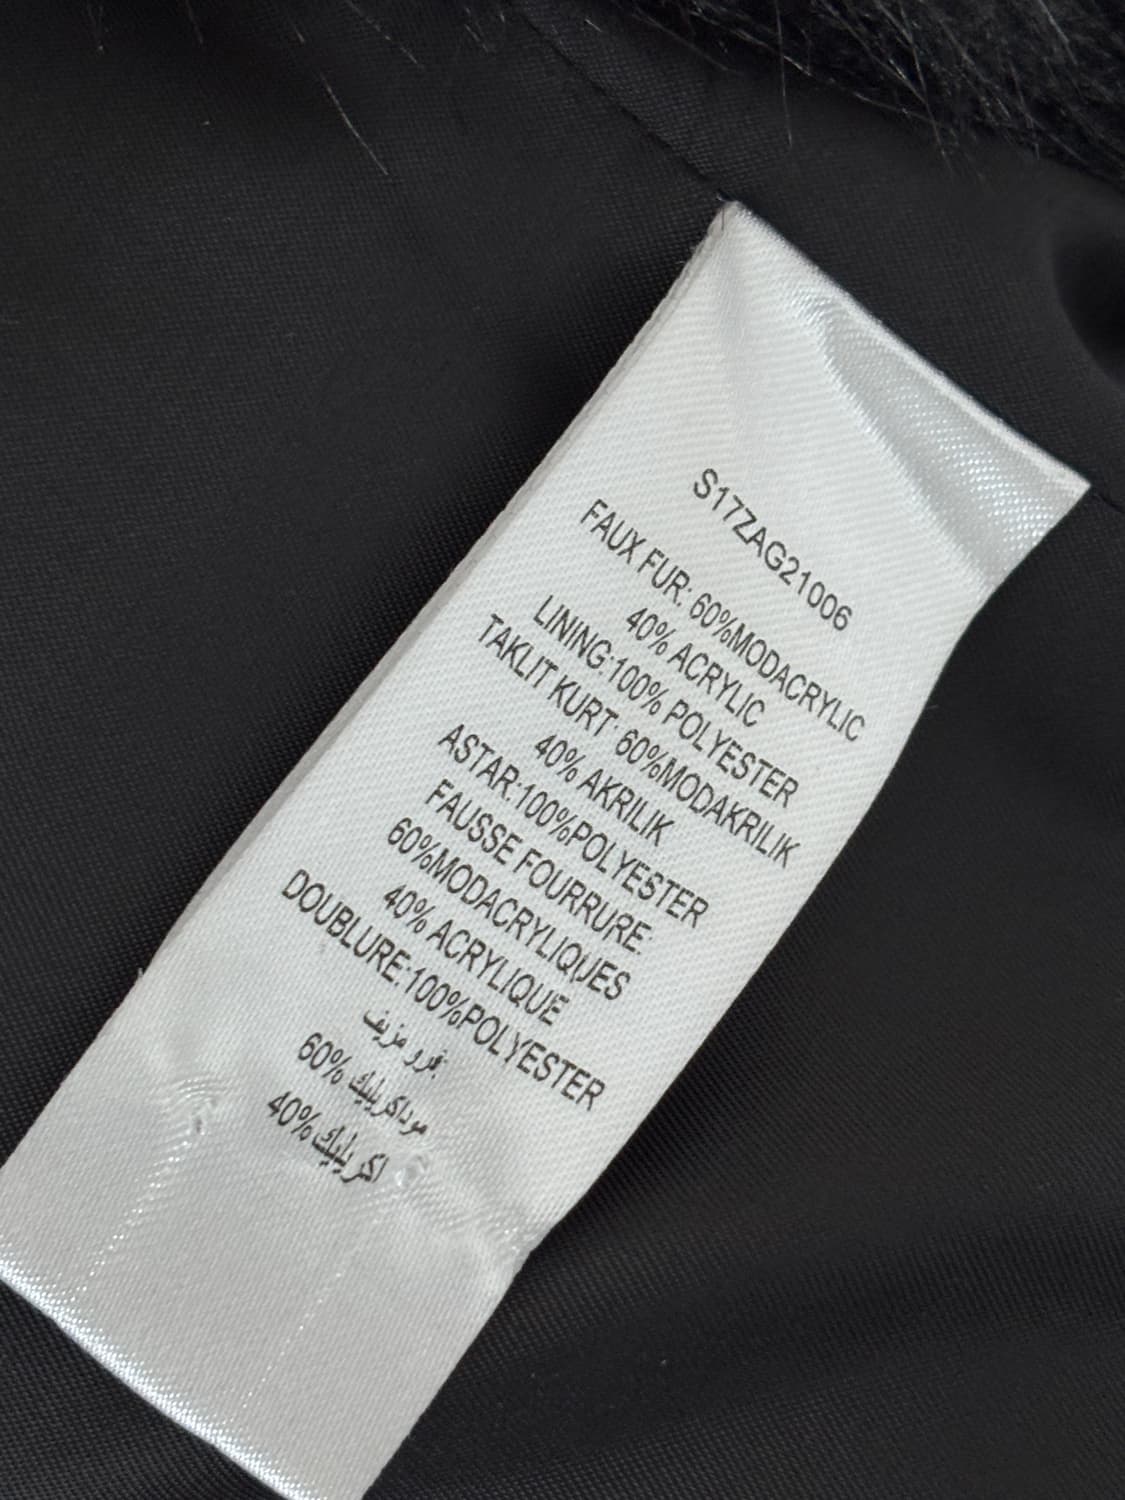 S17ZAG21006
FAUX FUR: 60%MODACRYLIC
40% ACRYLIC
LINING:100% POLYESTER
TAKLIT KURT: 60%MODAKRILIK
40% AKRILIK
ASTAR:100%POLYESTER
FAUSSE FOURRURE:
60%MODACRYLIQUES
40% ACRYLIQUE
DOUBLURE:100%POLYESTER
فرو مزيف:
موداكريليك 60%
اكريليك 40%